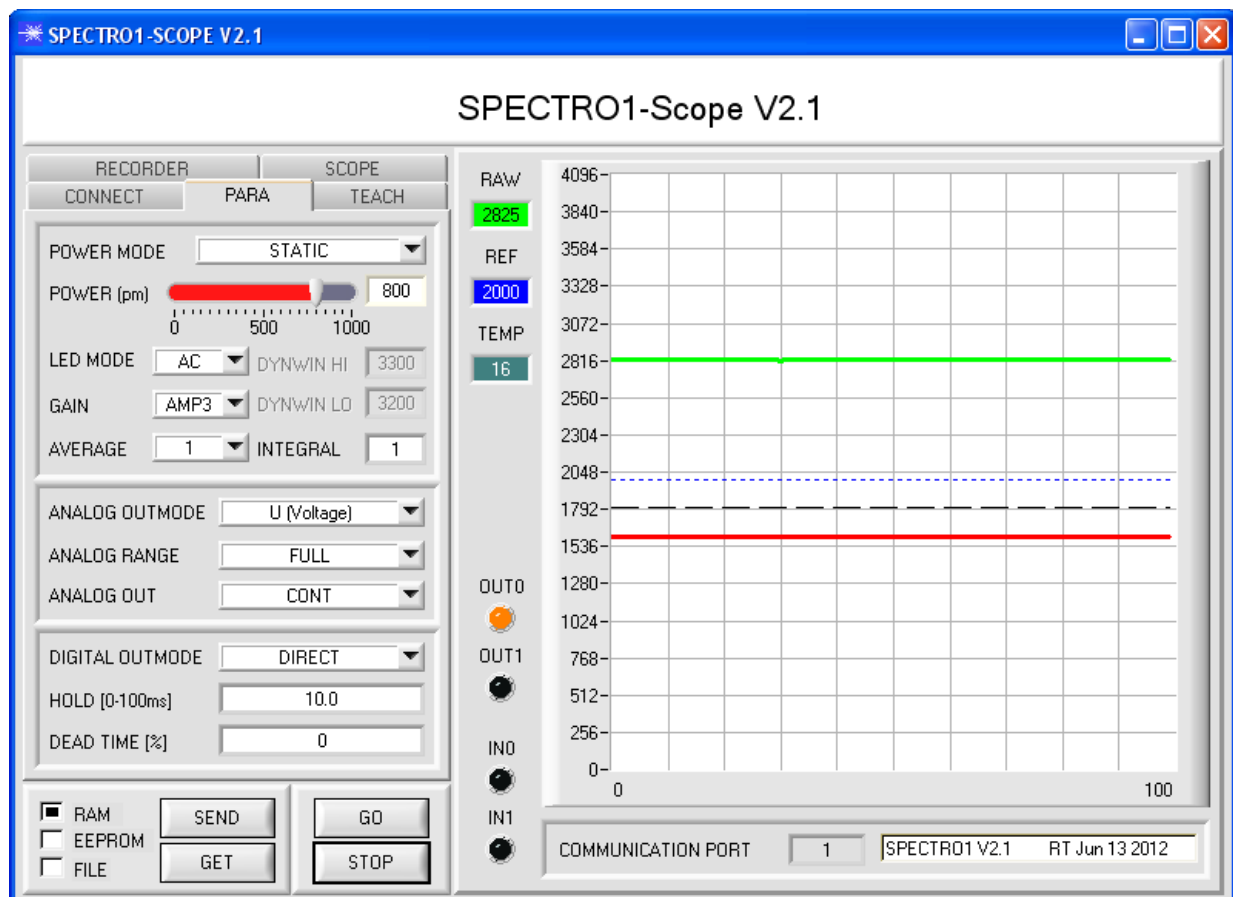 SPECTRO1-SCOPE V2.1
SPECTRO1-Scope V2.1
RECORDER SCOPE
CONNECT PARA TEACH
POWER MODE STATIC
POWER (pm) 800
0 500 1000
LED MODE AC DYNWIN HI 3300
GAIN AMP3 DYNWIN LO 3200
AVERAGE 1 INTEGRAL 1
ANALOG OUTMODE U (Voltage)
ANALOG RANGE FULL
ANALOG OUT CONT
DIGITAL OUTMODE DIRECT
HOLD [0-100ms] 10.0
DEAD TIME [%] 0
RAM
EEPROM
FILE
SEND
GET
GO
STOP
RAW
2825
REF
2000
TEMP
16
OUT0
OUT1
IN0
IN1
4096
3840
3584
3328
3072
2816
2560
2304
2048
1792
1536
1280
1024
768
512
256
0
0 100
COMMUNICATION PORT 1 SPECTRO1 V2.1 RT Jun 13 2012